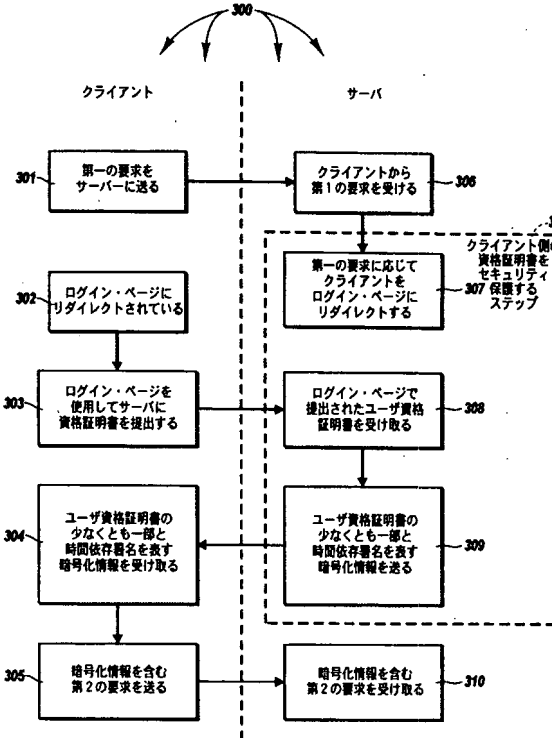 300
クライアント
サーバ
301
第一の要求を
サーバーに送る
クライアントから
第1の要求を受ける
306
302
ログイン・ページに
リダイレクトされている
第一の要求に応じて
クライアントを
ログイン・ページに
リダイレクトする
307
クライアント側の
資格証明書を
セキュリティ
保護する
ステップ
303
ログイン・ページを
使用してサーバに
資格証明書を提出する
ログイン・ページで
提出されたユーザ資格
証明書を受け取る
308
304
ユーザ資格証明書の
少なくとも一部と
時間依存署名を表す
暗号化情報を受け取る
ユーザ資格証明書の
少なくとも一部と
時間依存署名を表す
暗号化情報を送る
309
305
暗号化情報を含む
第2の要求を送る
暗号化情報を含む
第2の要求を受け取る
310